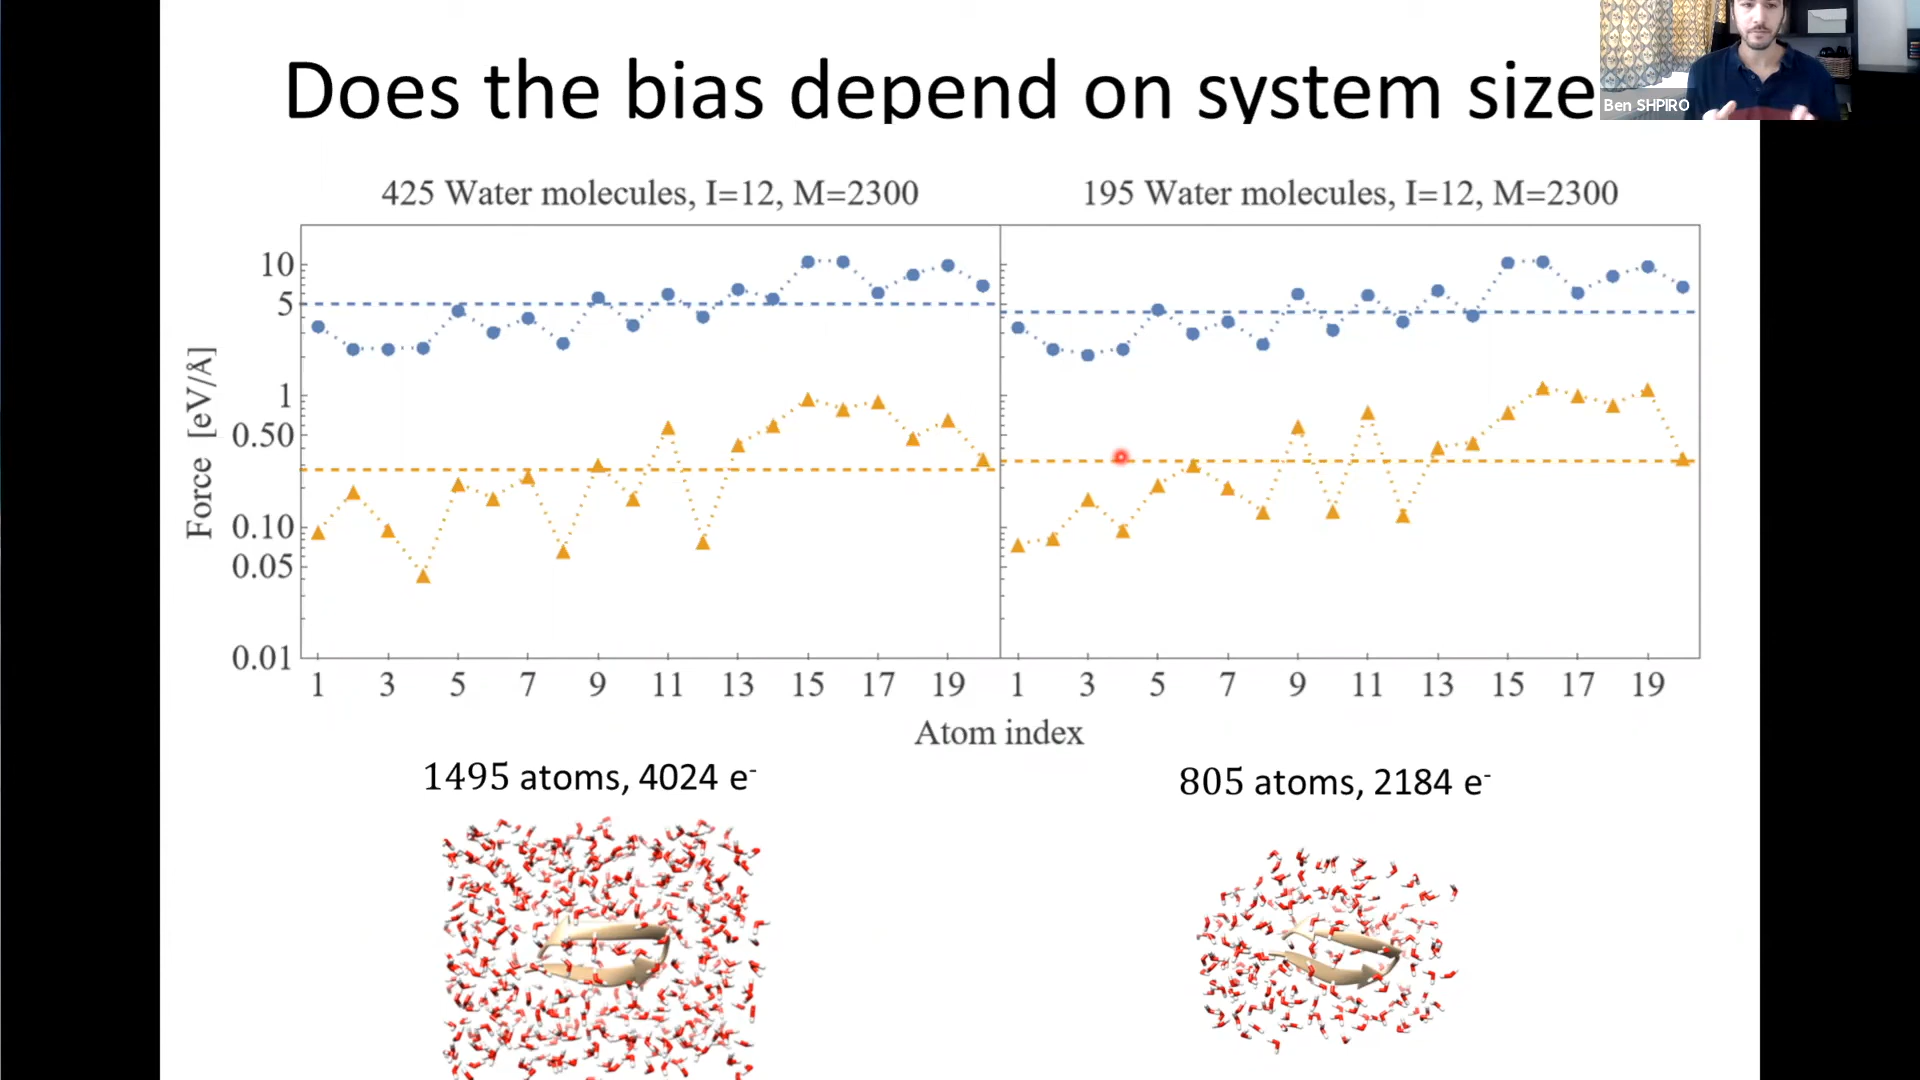 Does the bias depend on system size
Ben SHPIRO
425 Water molecules, I=12, M=2300
195 Water molecules, I=12, M=2300
Force [eV/Å]
10
5
1
0.50
0.10
0.05
0.01
1 3 5 7 9 11 13 15 17 19
1 3 5 7 9 11 13 15 17 19
Atom index
1495 atoms, 4024 e-
805 atoms, 2184 e-